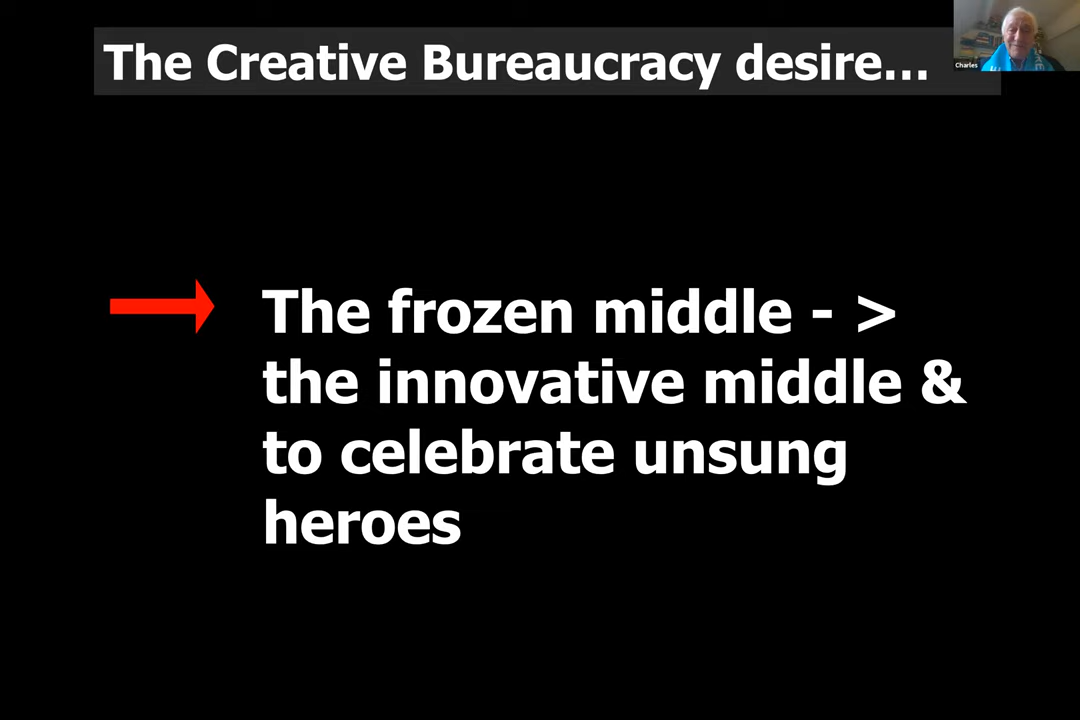 The Creative Bureaucracy desire...
Charles
The frozen middle - >
the innovative middle &
to celebrate unsung
heroes